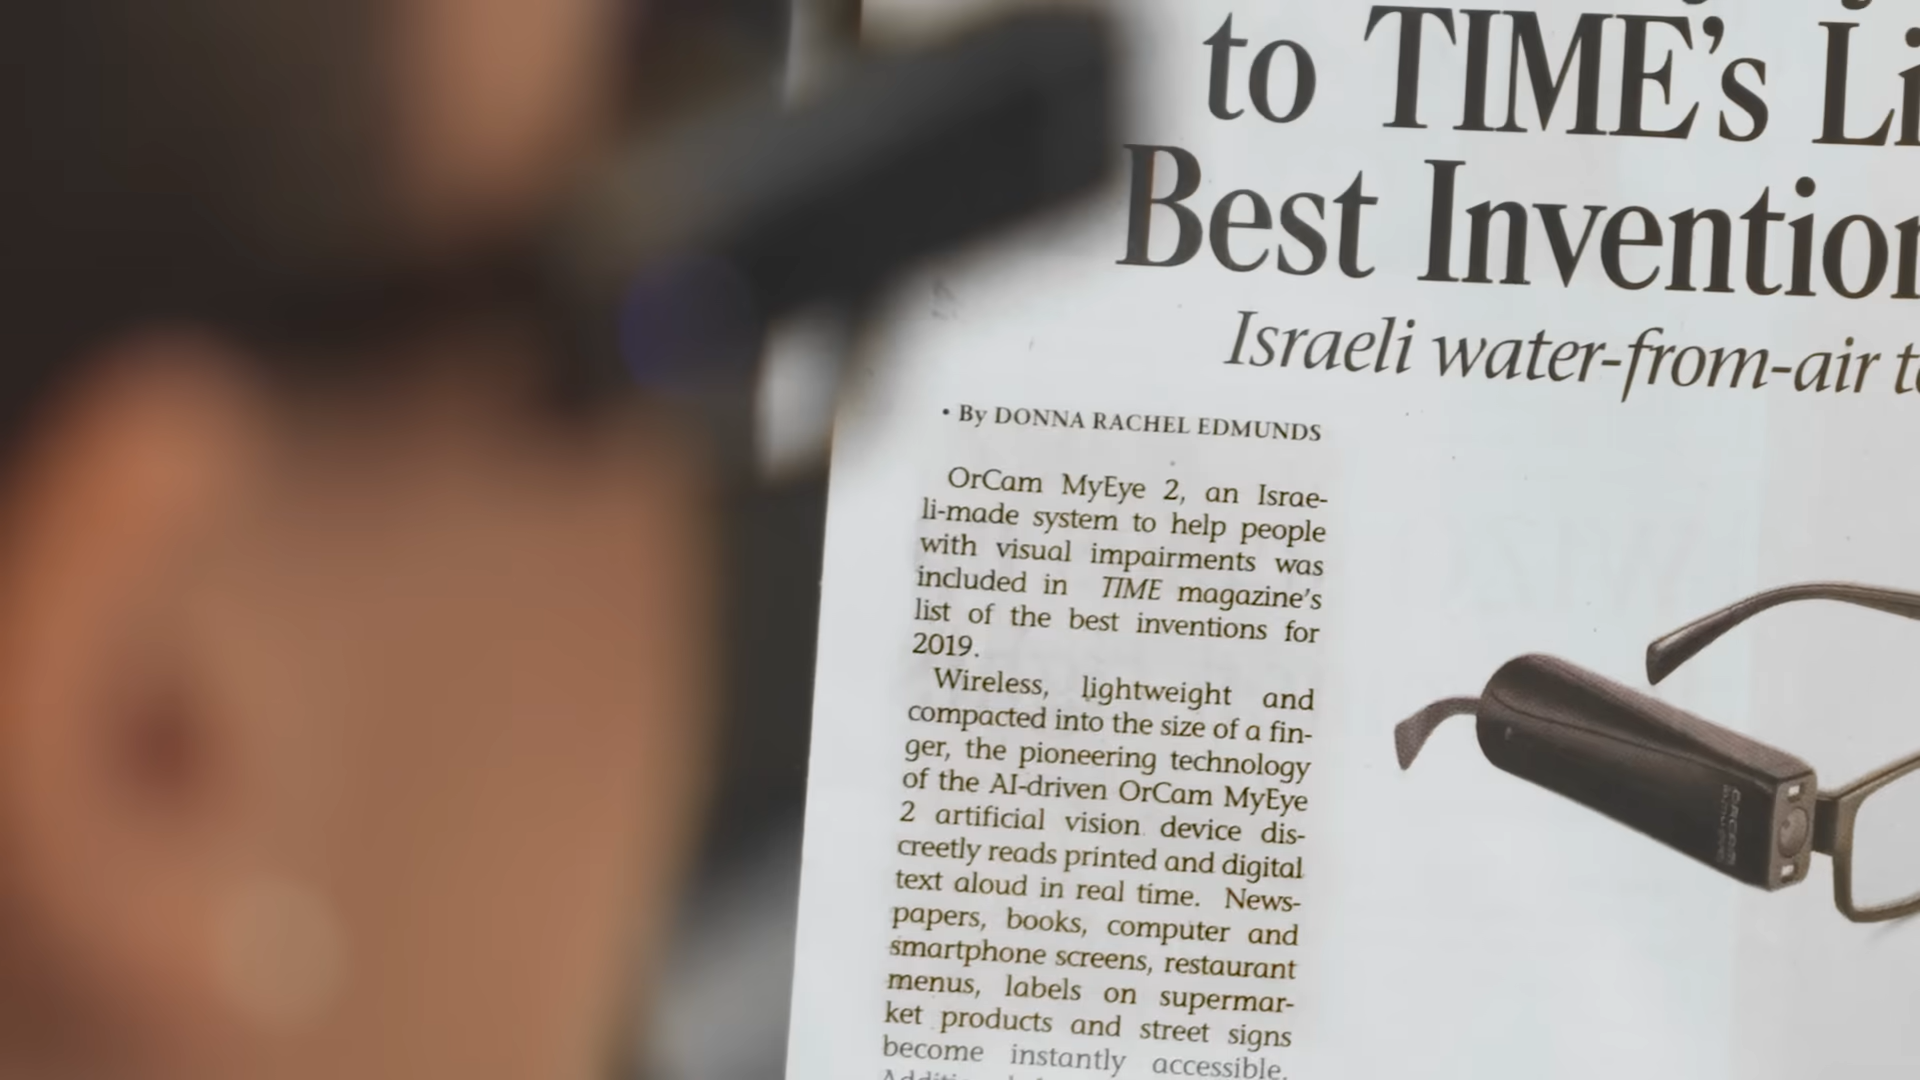 to TIME's
Best
Israeli water-from-air
• By DONNA RACHEL EDMUNDS
OrCam MyEye 2, an Israe-
li-made system to help people
with visual impairments was
included in TIME magazine's
list of the best inventions for
2019.
Wireless, lightweight and
compacted into the size of a fin-
ger, the pioneering technology
of the AI-driven OrCam MyEye
2 artificial vision device dis-
creetly reads printed and digital
text aloud in real time. News-
papers, books, computer and
smartphone screens, restaurant
menus, labels on supermar-
ket products and street signs
become instantly accessible.